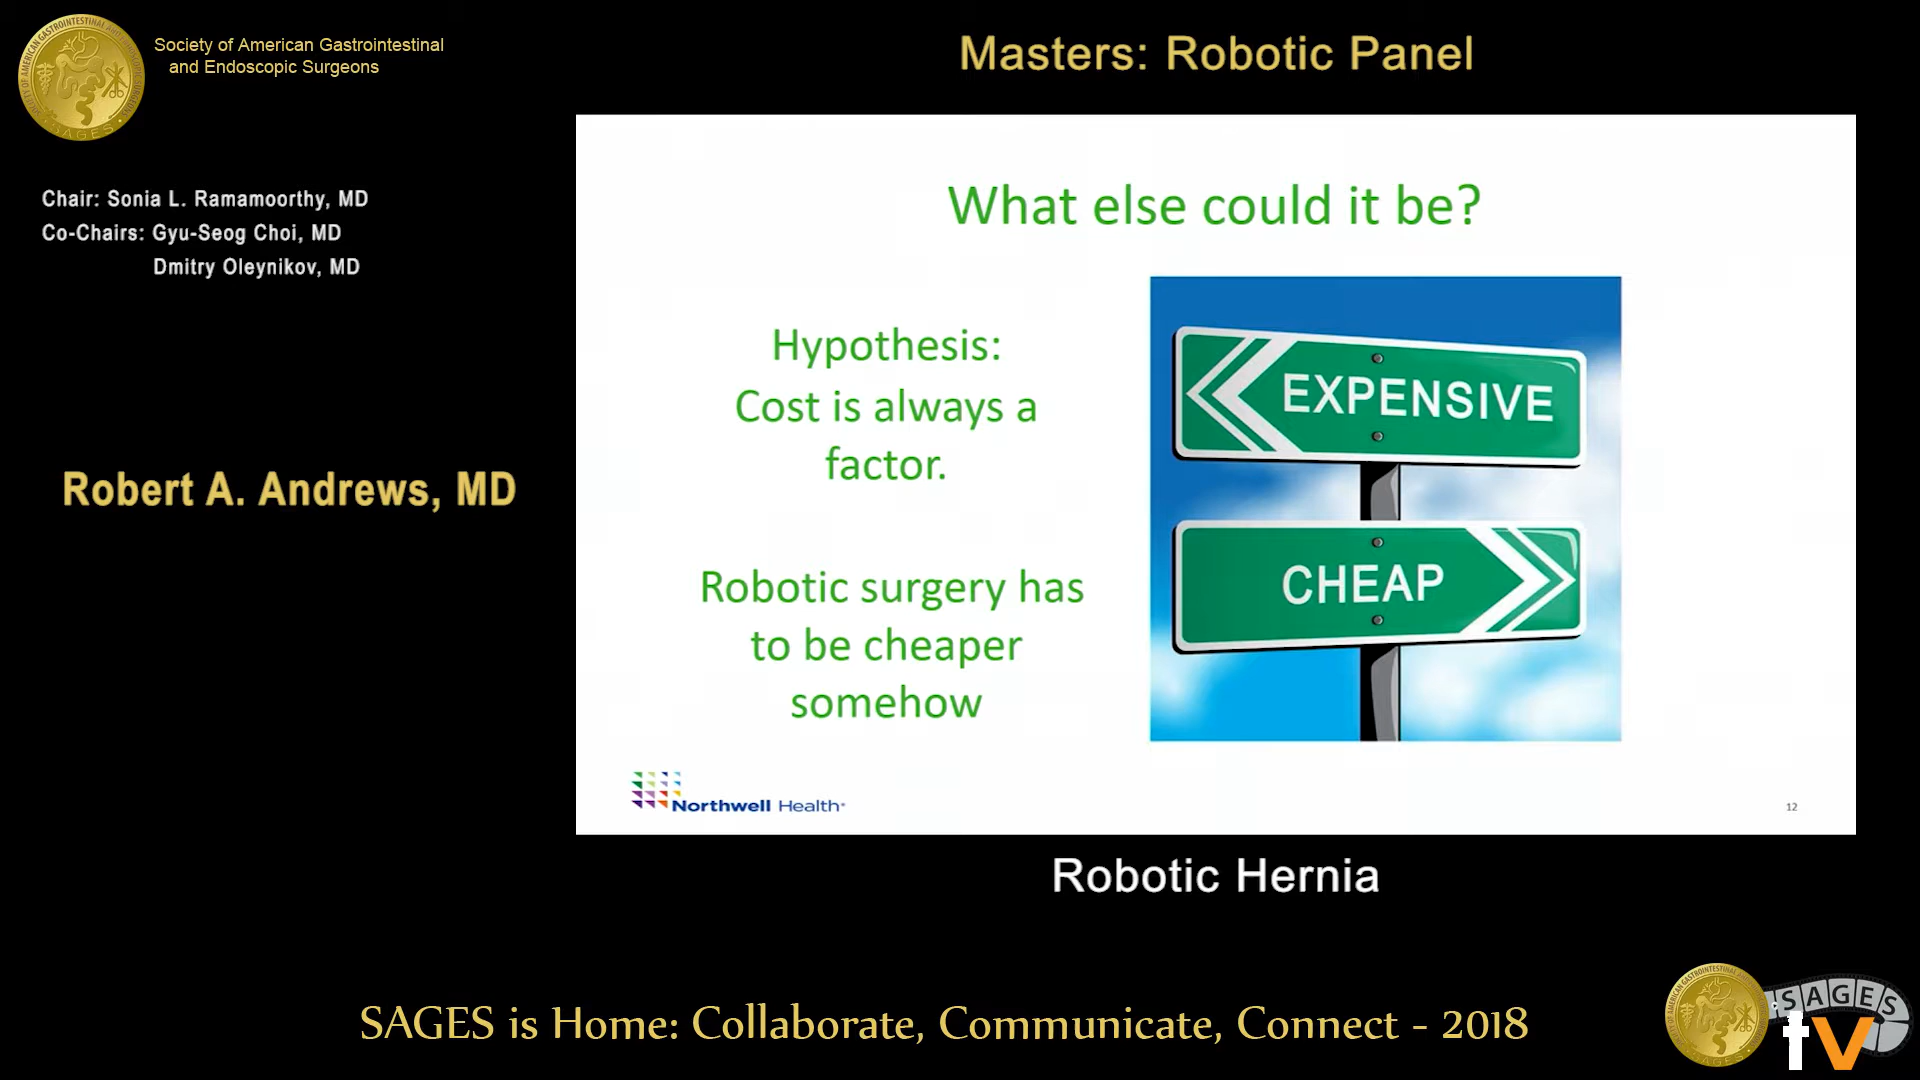 Society of American Gastrointestinal
and Endoscopic Surgeons
Masters: Robotic Panel
Chair: Sonia L. Ramamoorthy, MD
Co-Chairs: Gyu-Seog Choi, MD
Dmitry Oleynikov, MD
Robert A. Andrews, MD
What else could it be?
Hypothesis:
Cost is always a
factor.
Robotic surgery has
to be cheaper
somehow
EXPENSIVE
CHEAP
Northwell Health
12
Robotic Hernia
SAGES is Home: Collaborate, Communicate, Connect - 2018
SAGES
tv